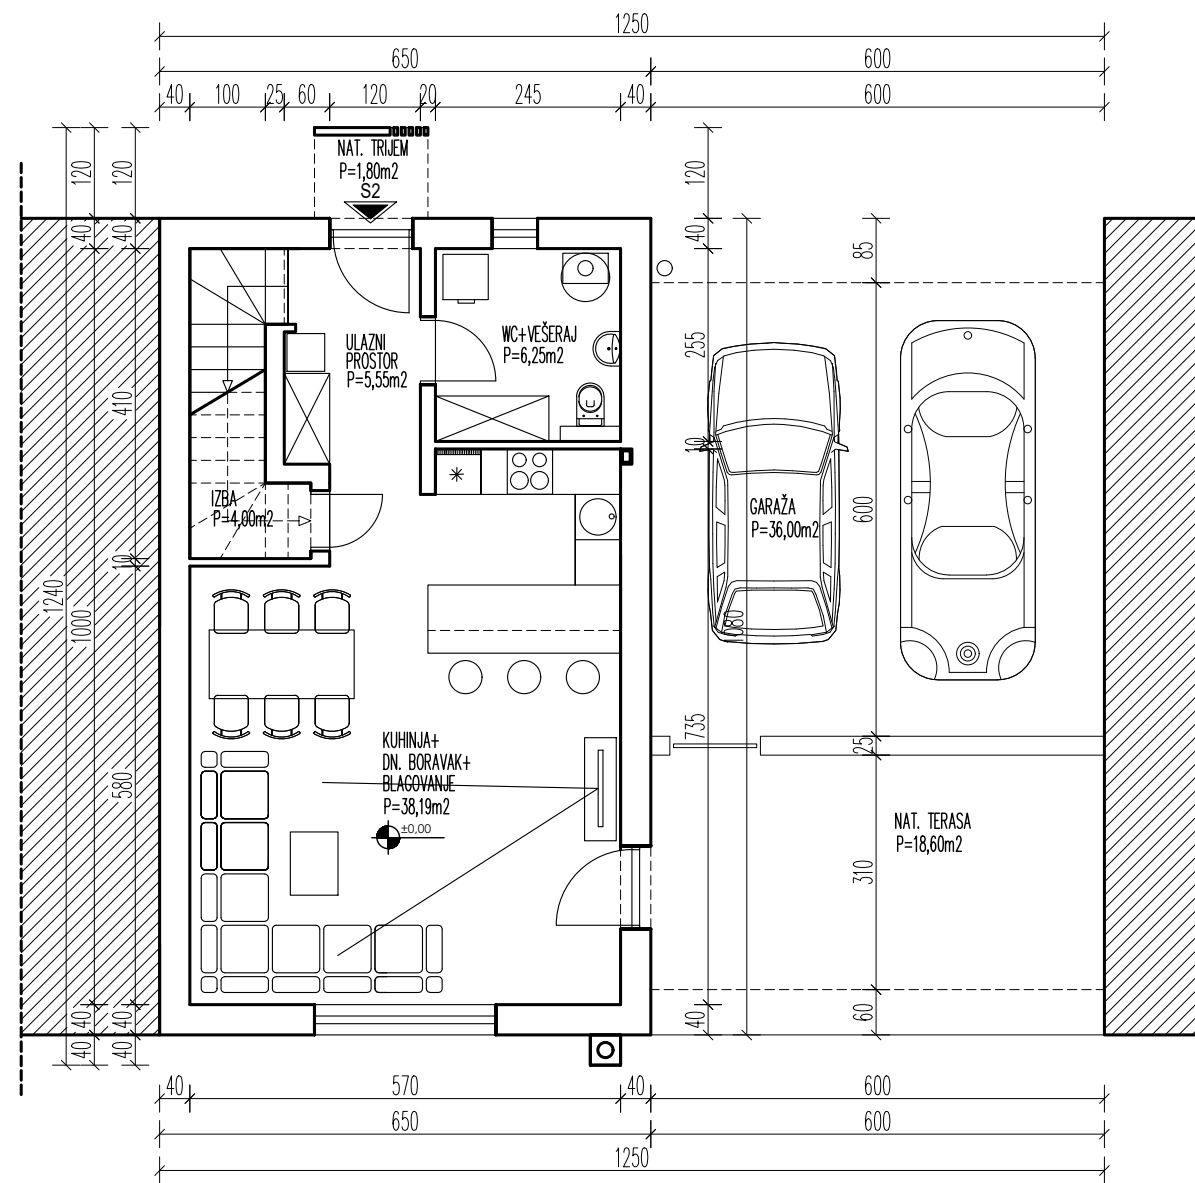 1250
650 600
40 100 25 60 120 20 245 40 600
NAT. TRIJEM
P=1,80m2
S2
120 120 120
40 40 40 85
ULAZNI
PROSTOR
P=5,55m2
WC+VEŠERAJ
P=6,25m2
255
410
10
IZBA
P=4,00m2
GARAŽA
P=36,00m2
600
10
1240
1000
1080
735
25
KUHINJA+
DN. BORAVAK+
BLAGOVANJE
P=38,19m2
±0,00
580
NAT. TERASA
P=18,60m2
310
40 40 40 60
40 40
40 570 40 600
650 600
1250